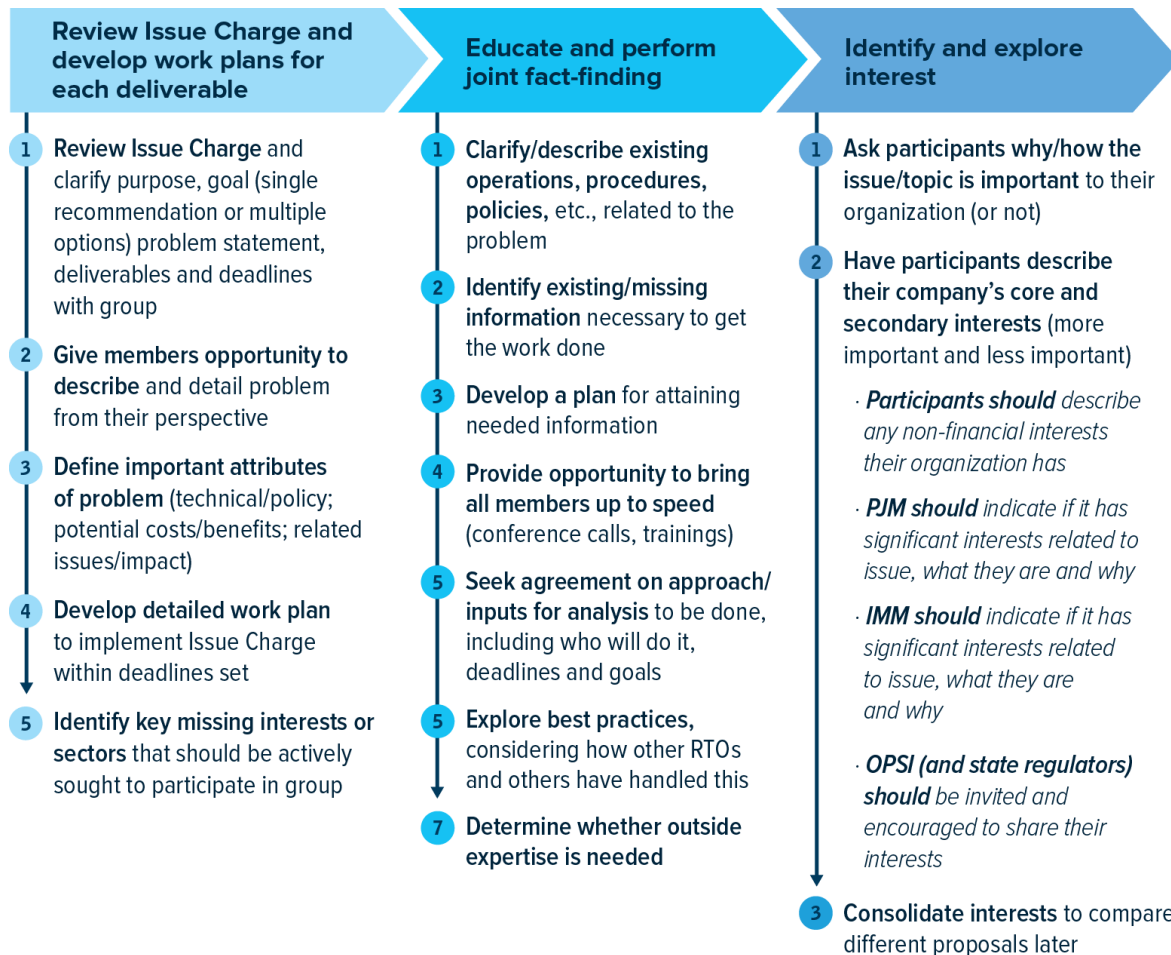 Review Issue Charge and
develop work plans for
each deliverable
1
Review Issue Charge and
clarify purpose, goal (single
recommendation or multiple
options) problem statement,
deliverables and deadlines
with group
2
Give members opportunity to
describe and detail problem
from their perspective
3
Define important attributes
of problem (technical/policy;
potential costs/benefits; related
issues/impact)
4
Develop detailed work plan
to implement Issue Charge
within deadlines set
5
Identify key missing interests or
sectors that should be actively
sought to participate in group
Educate and perform
joint fact-finding
1
Clarify/describe existing
operations, procedures,
policies, etc., related to the
problem
2
Identify existing/missing
information necessary to get
the work done
3
Develop a plan for attaining
needed information
4
Provide opportunity to bring
all members up to speed
(conference calls, trainings)
5
Seek agreement on approach/
inputs for analysis to be done,
including who will do it,
deadlines and goals
5
Explore best practices,
considering how other RTOs
and others have handled this
7
Determine whether outside
expertise is needed
Identify and explore
interest
1
Ask participants why/how the
issue/topic is important to their
organization (or not)
2
Have participants describe
their company's core and
secondary interests (more
important and less important)
· Participants should describe
any non-financial interests
their organization has
· PJM should indicate if it has
significant interests related to
issue, what they are and why
· IMM should indicate if it has
significant interests related
to issue, what they are
and why
· OPSI (and state regulators)
should be invited and
encouraged to share their
interests
3
Consolidate interests to compare
different proposals later